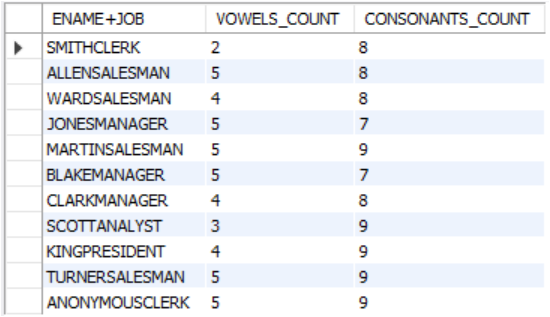 ENAME+JOB VOWELS_COUNT CONSONANTS_COUNT
SMITHCLERK 2 8
ALLENSALESMAN 5 8
WARDSALESMAN 4 8
JONESMANAGER 5 7
MARTINSALESMAN 5 9
BLAKEMANAGER 5 7
CLARKMANAGER 4 8
SCOTTANALYST 3 9
KINGPRESIDENT 4 9
TURNERSALESMAN 5 9
ANONYMOUSCLERK 5 9